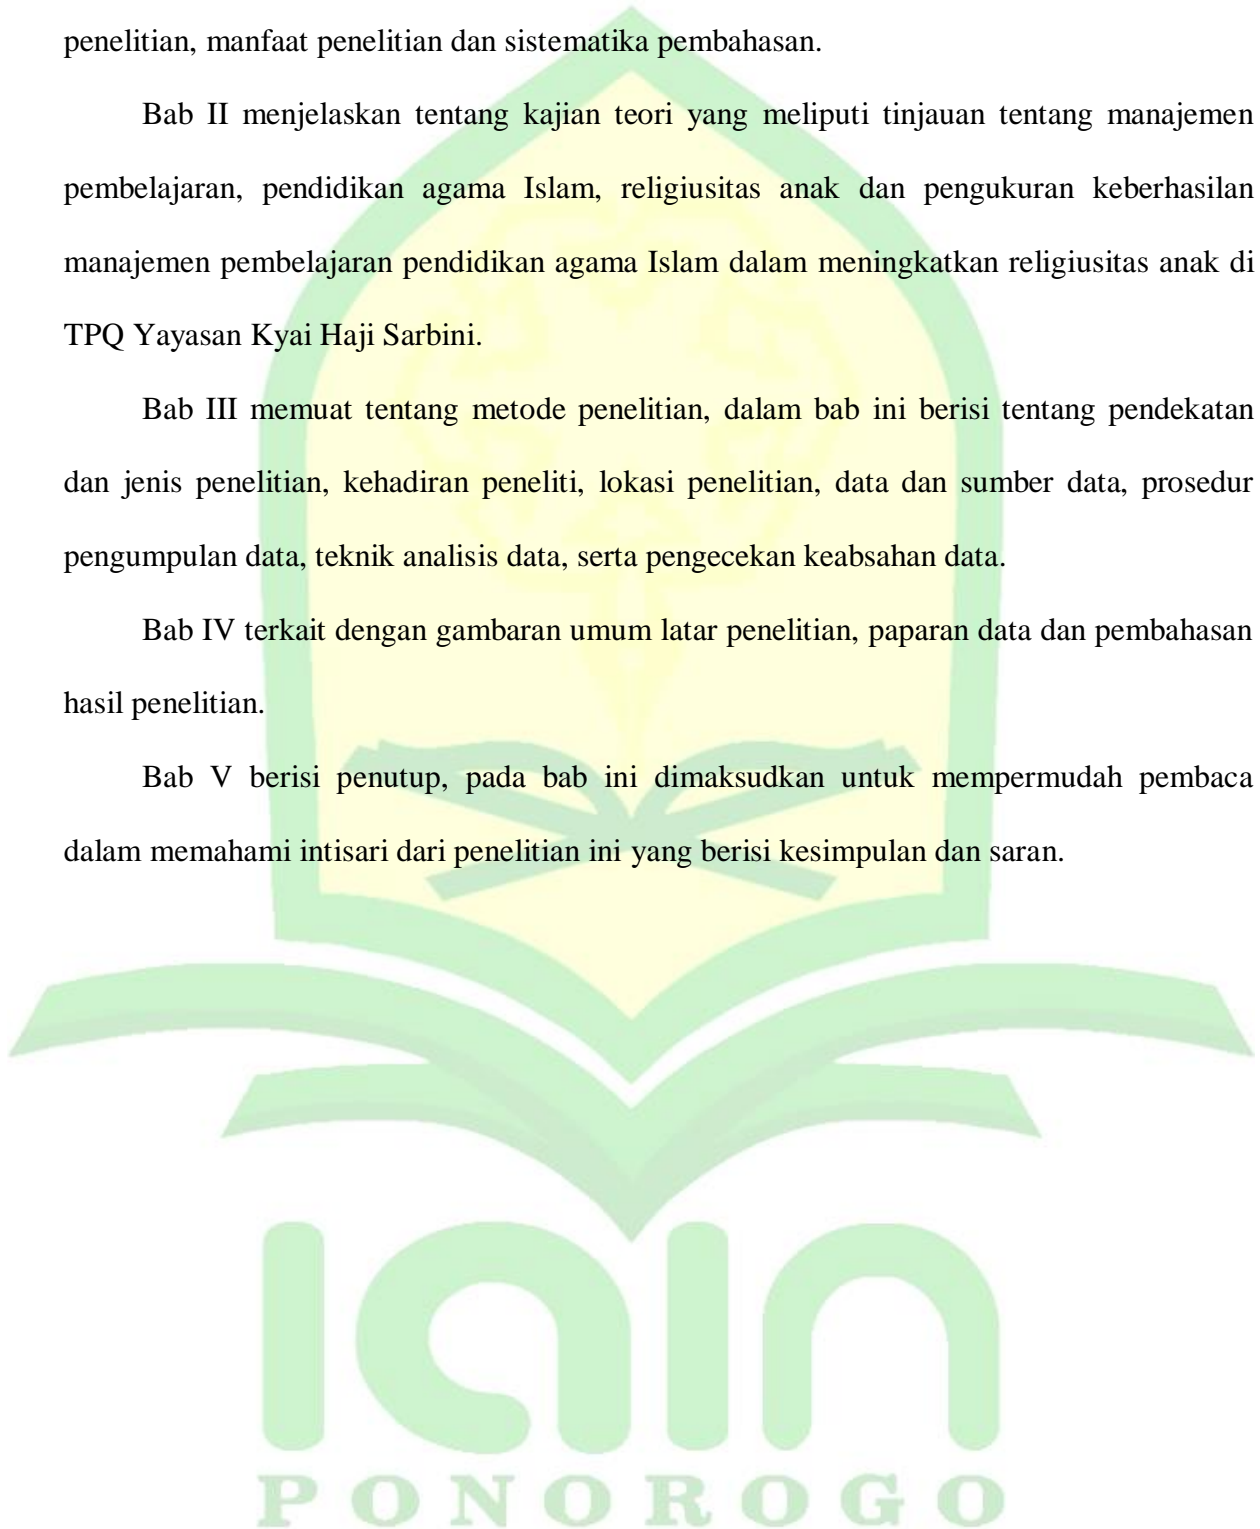 penelitian, manfaat penelitian dan sistematika pembahasan.
Bab II menjelaskan tentang kajian teori yang meliputi tinjauan tentang manajemen
pembelajaran, pendidikan agama Islam, religiusitas anak dan pengukuran keberhasilan
manajemen pembelajaran pendidikan agama Islam dalam meningkatkan religiusitas anak di
TPQ Yayasan Kyai Haji Sarbini.
Bab III memuat tentang metode penelitian, dalam bab ini berisi tentang pendekatan
dan jenis penelitian, kehadiran peneliti, lokasi penelitian, data dan sumber data, prosedur
pengumpulan data, teknik analisis data, serta pengecekan keabsahan data.
Bab IV terkait dengan gambaran umum latar penelitian, paparan data dan pembahasan
hasil penelitian.
Bab V berisi penutup, pada bab ini dimaksudkan untuk mempermudah pembaca
dalam memahami intisari dari penelitian ini yang berisi kesimpulan dan saran.
iain
PONOROGO